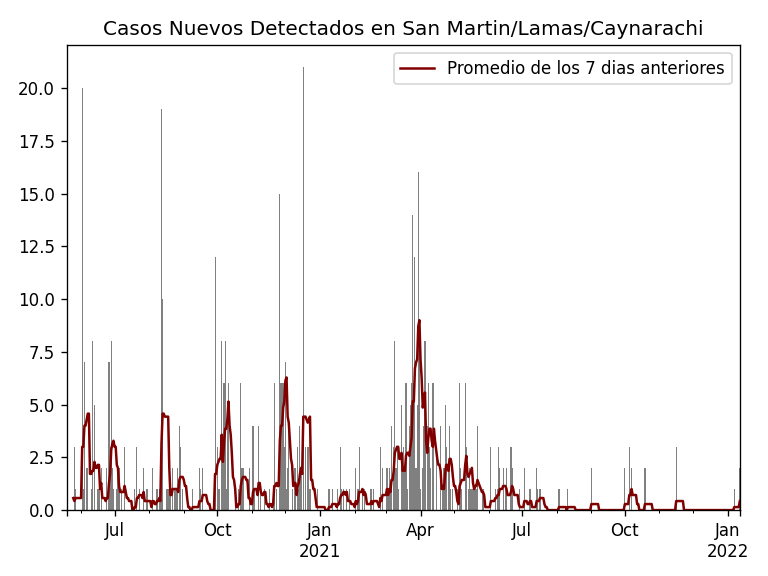 Casos Nuevos Detectados en San Martin/Lamas/Caynarachi
Promedio de los 7 dias anteriores
20.0
17.5
15.0
12.5
10.0
7.5
5.0
2.5
0.0
Jul
Oct
Jan
2021
Apr
Jul
Oct
Jan
2022